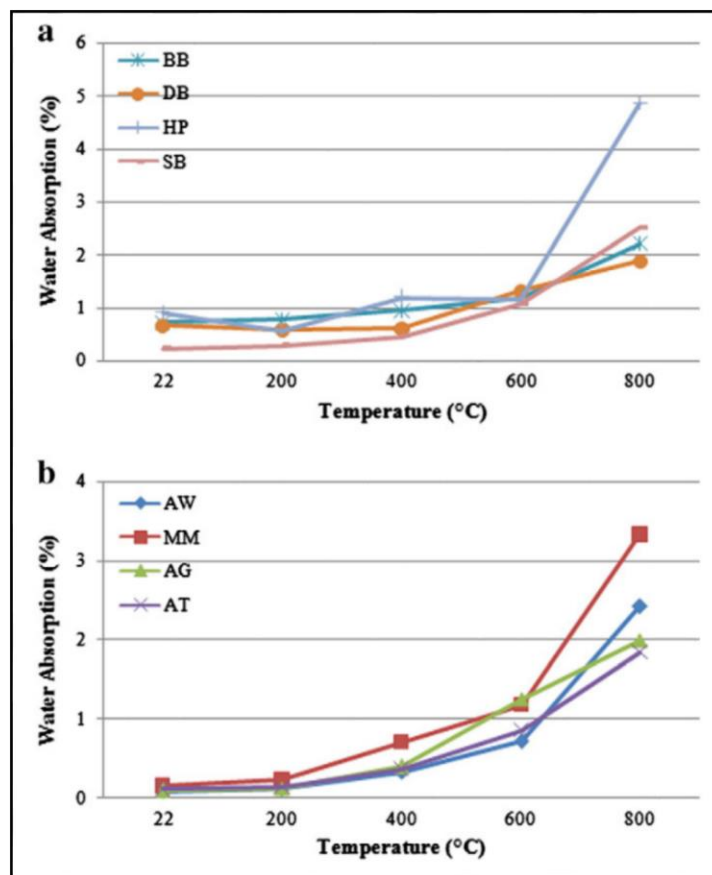 a
6
5
4
3
2
1
0
Water Absorption (%)
BB
DB
HP
SB
22 200 400 600 800
Temperature (°C)
b
4
3
2
1
0
Water Absorption (%)
AW
MM
AG
AT
22 200 400 600 800
Temperature (°C)